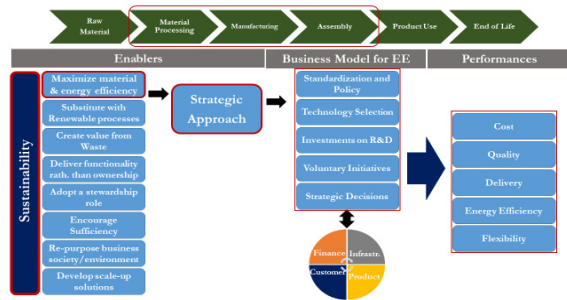 Raw
Material
Material
Processing
Manufacturing
Assembly
Product Use
End of Life
Enablers
Business Model for EE
Performances
Sustainability
Maximize material
& energy efficiency
Substitute with
Renewable processes
Create value from
Waste
Deliver functionality
rath. than ownership
Adopt a stewardship
role
Encourage
Sufficiency
Re-purpose business
society/environment
Develop scale-up
solutions
Strategic
Approach
Standardization and
Policy
Technology Selection
Investments on R&D
Voluntary Initiatives
Strategic Decisions
Finance
Infrastr.
Customer
Product
Cost
Quality
Delivery
Energy Efficiency
Flexibility